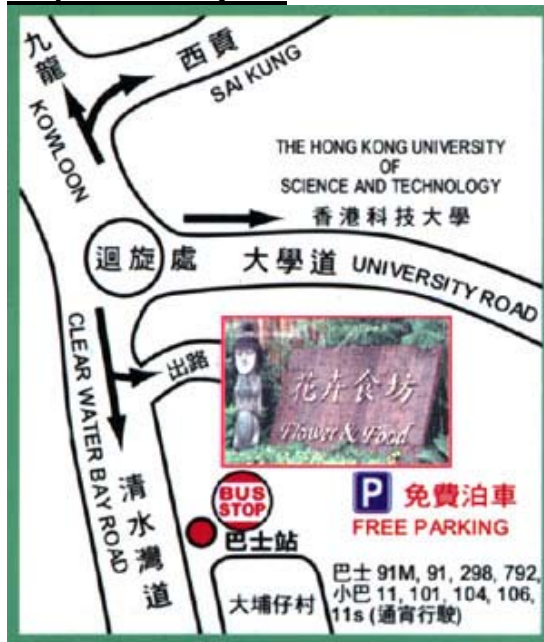 九龍
KOWLOON
西貢
SAI KUNG
THE HONG KONG UNIVERSITY
OF
SCIENCE AND TECHNOLOGY
香港科技大學
迴旋處
大學道 UNIVERSITY ROAD
CLEAR WATER BAY ROAD
清水灣道
出路
花卉食坊
Flower & Food
BUS
STOP
巴士站
P 免費泊車
FREE PARKING
大埔仔村
巴士 91M, 91, 298, 792,
小巴 11, 101, 104, 106,
11s (通宵行駛)